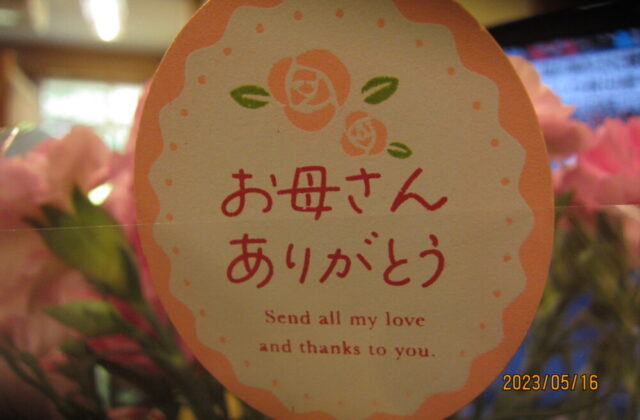 お母さん
ありがとう
Send all my love
and thanks to you.
2023/05/16